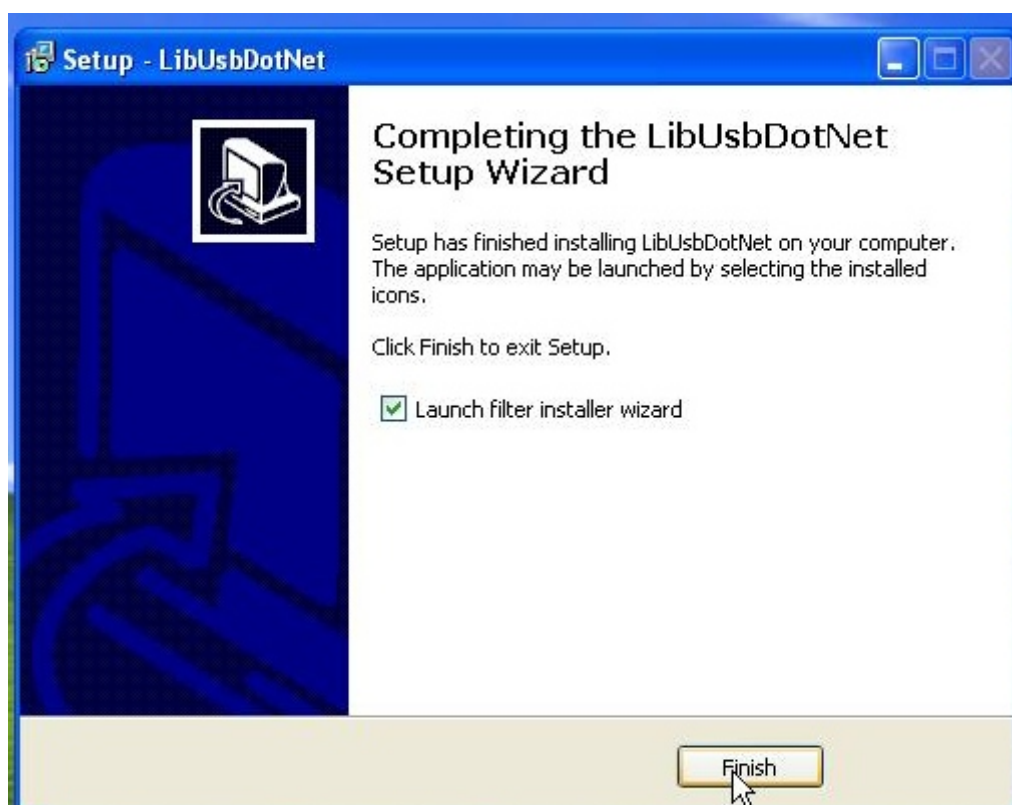 Setup - LibUsbDotNet
Completing the LibUsbDotNet
Setup Wizard
Setup has finished installing LibUsbDotNet on your computer.
The application may be launched by selecting the installed
icons.
Click Finish to exit Setup.
Launch filter installer wizard
Finish